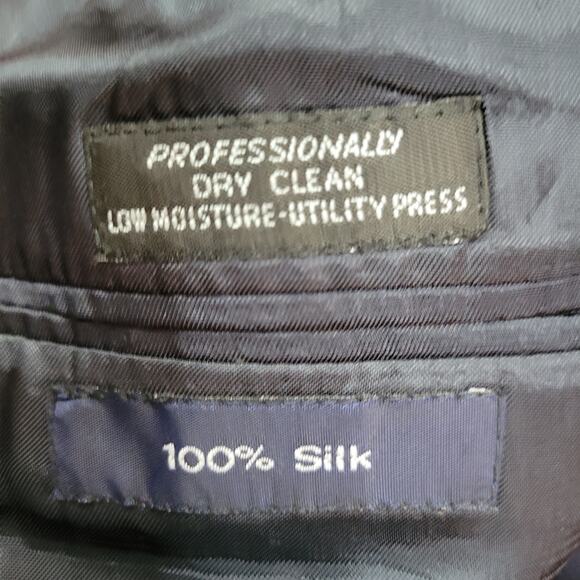 PROFESSIONALLY
DRY CLEAN
LOW MOISTURE-UTILITY PRESS
100% Silk